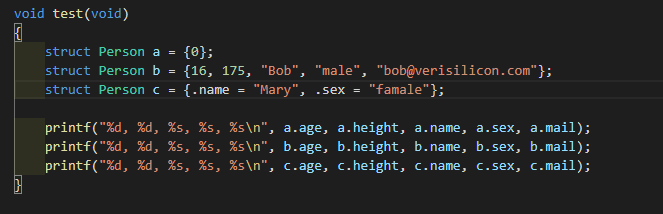 void test(void)
{
struct Person a = {0};
struct Person b = {16, 175, "Bob", "male", "bob@verisilicon.com"};
struct Person c = {.name = "Mary", .sex = "famale"};
printf("%d, %d, %s, %s, %s\n", a.age, a.height, a.name, a.sex, a.mail);
printf("%d, %d, %s, %s, %s\n", b.age, b.height, b.name, b.sex, b.mail);
printf("%d, %d, %s, %s, %s\n", c.age, c.height, c.name, c.sex, c.mail);
}